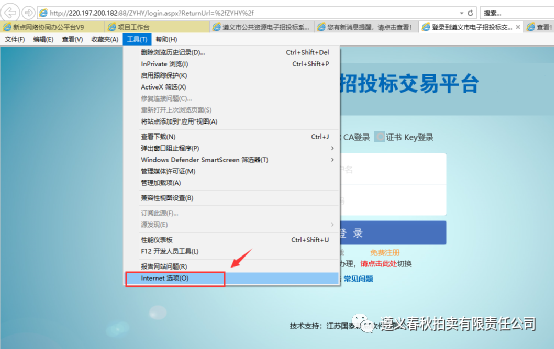 http://220.197.200.182:88/ZYHY/login.aspx?ReturnUrl=%2fZYHY%2f
搜索...
新点网络协同办公平台V9
项目工作台
遵义市公共资源电子招投标...
您有新消息提醒，请点击查看!
登录到遵义市电子招投标交...
查看!
文件(F) 编辑(E) 查看(V) 收藏夹(A) 工具(T) 帮助(H)
删除浏览历史记录(D)... Ctrl+Shift+Del
InPrivate 浏览(I) Ctrl+Shift+P
启用跟踪保护(K)
ActiveX 筛选(X)
修复连接问题(C)...
重新打开上次浏览会话(S)
将站点添加到“应用”视图(A)
查看下载(N) Ctrl+J
弹出窗口阻止程序(P)
Windows Defender SmartScreen 筛选器(T)
管理媒体许可证(M)
管理加载项(A)
兼容性视图设置(B)
订阅此源(F)...
源发现(E)
性能仪表板 Ctrl+Shift+U
F12 开发人员工具(L)
报告网站问题(R)
Internet 选项(O)
招投标交易平台
CA登录 证书 Key登录
登 录
免费注册
办理，请点击此处切换
常见问题
技术支持：江苏国泰
遵义春秋拍卖有限责任公司